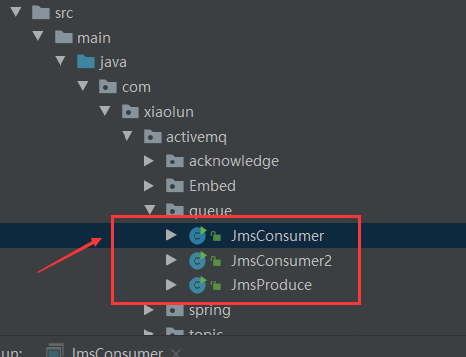 src
main
java
com
xiaolun
activemq
acknowledge
Embed
queue
JmsConsumer
JmsConsumer2
JmsProduce
spring
topic
un: JmsConsumer ×